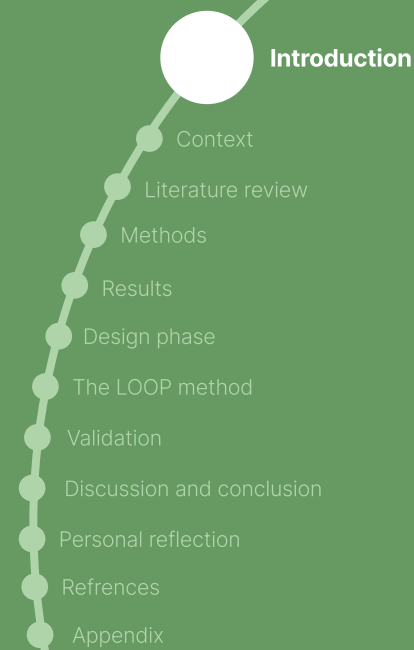 Introduction
Context
Literature review
Methods
Results
Design phase
The LOOP method
Validation
Discussion and conclusion
Personal reflection
Refrences
Appendix